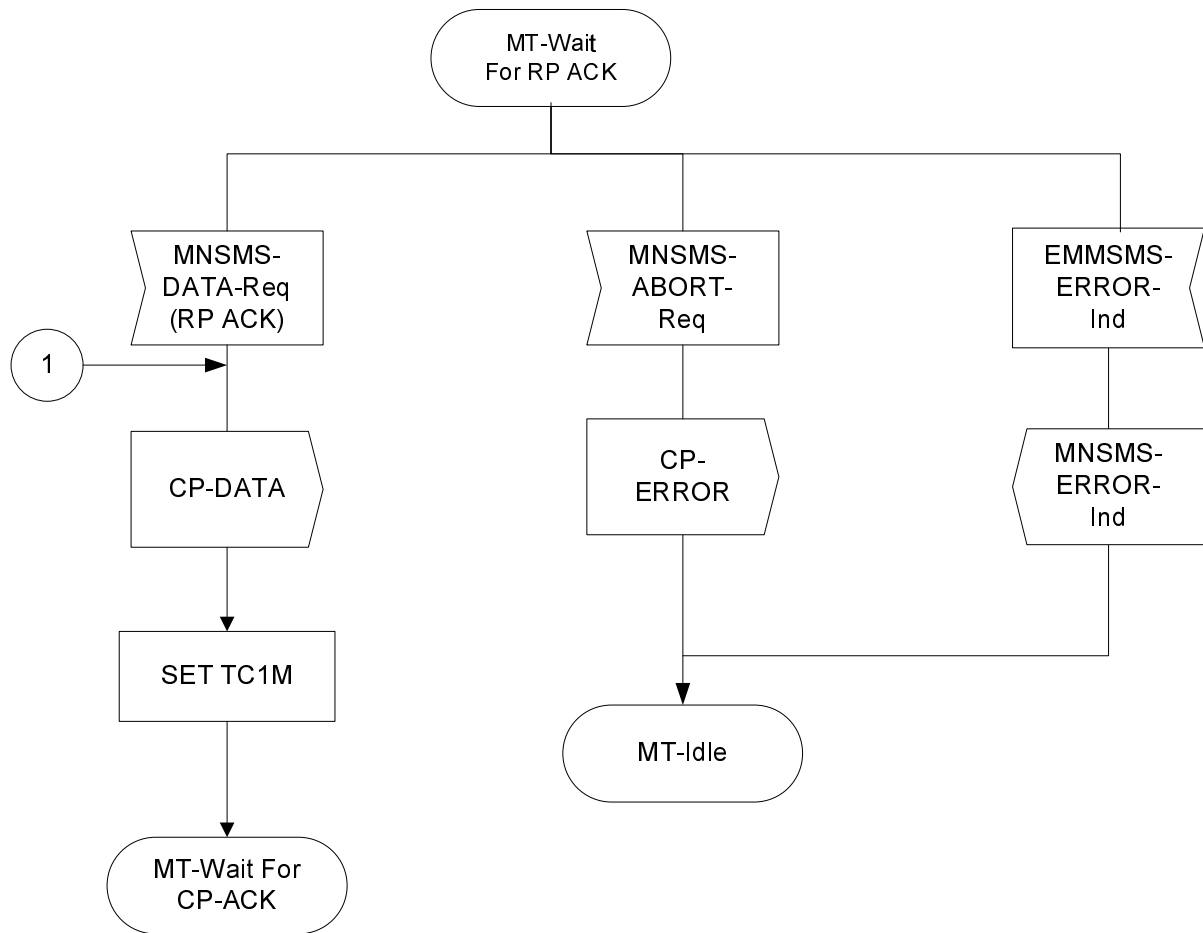 MT-Wait
For RP ACK
MNSMS-
DATA-Req
(RP ACK)
MNSMS-
ABORT-
Req
EMMSMS-
ERROR-
Ind
1
CP-DATA
CP-
ERROR
MNSMS-
ERROR-
Ind
SET TC1M
MT-Idle
MT-Wait For
CP-ACK